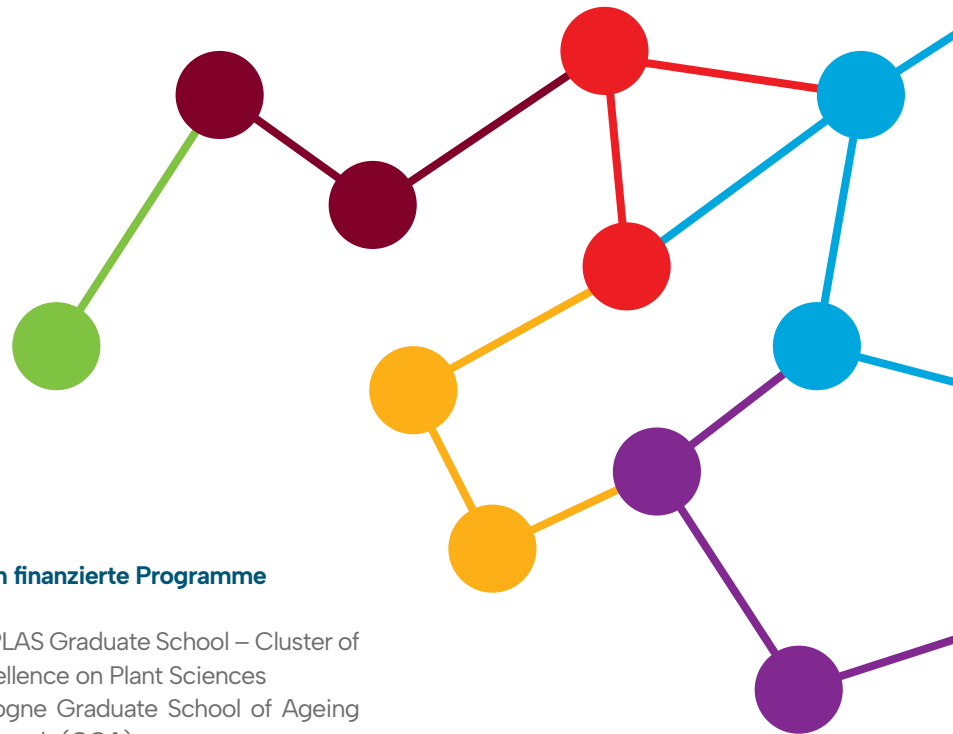 n finanzierte Programme
PLAS Graduate School – Cluster of
ellence on Plant Sciences
ogne Graduate School of Ageing